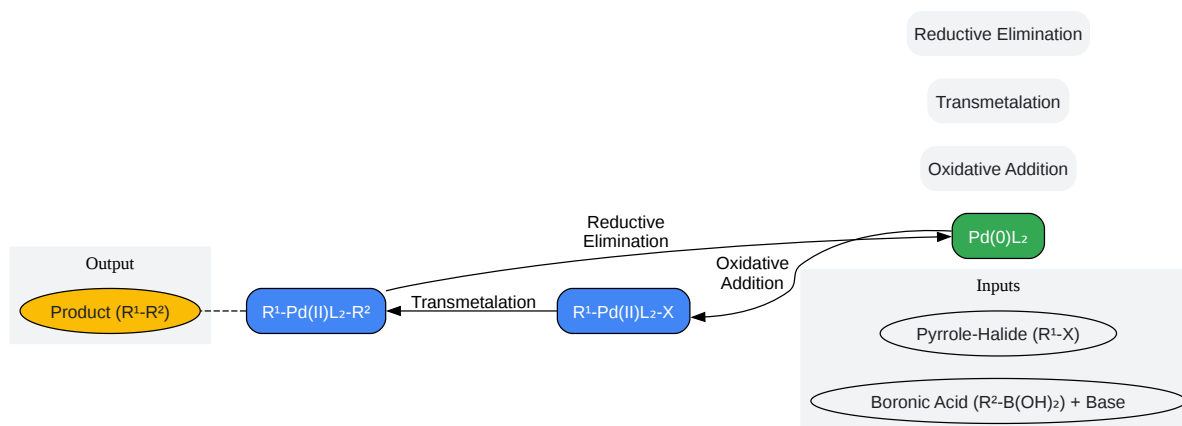 Reductive Elimination
Transmetalation
Oxidative Addition
Pd(0)L₂
Reductive
Elimination
Oxidative
Addition
Output
Product (R¹-R²)
R¹-Pd(II)L₂-R²
Transmetalation
R¹-Pd(II)L₂-X
Inputs
Pyrrole-Halide (R¹-X)
Boronic Acid (R²-B(OH)₂) + Base